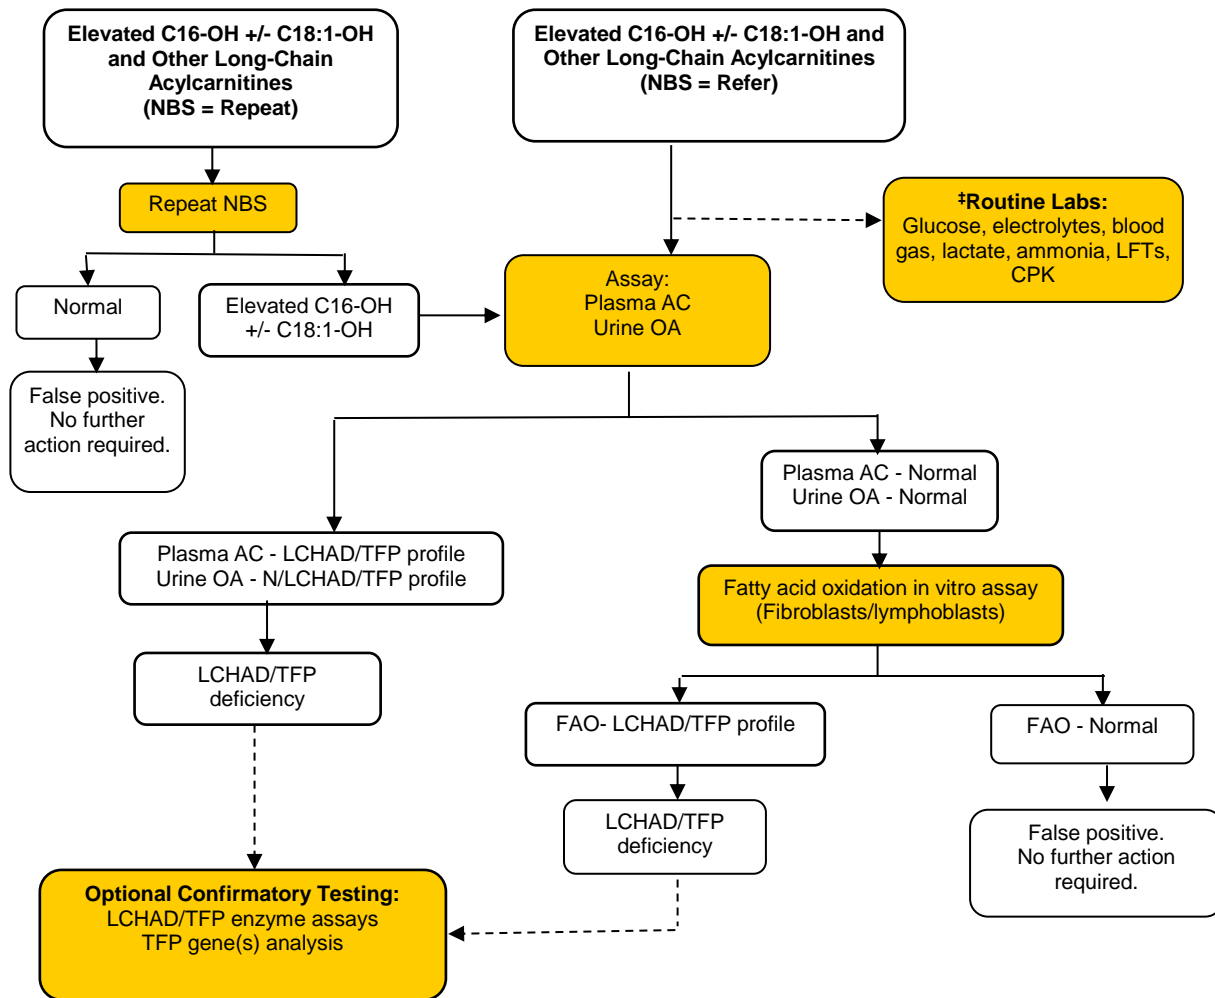 Elevated C16-OH +/- C18:1-OH
and Other Long-Chain
Acylcarnitines
(NBS = Repeat)
Elevated C16-OH +/- C18:1-OH and
Other Long-Chain Acylcarnitines
(NBS = Refer)
Repeat NBS
‡Routine Labs:
Glucose, electrolytes, blood
gas, lactate, ammonia, LFTs,
CPK
Normal
Elevated C16-OH
+/- C18:1-OH
Assay:
Plasma AC
Urine OA
False positive.
No further
action required.
Plasma AC - Normal
Urine OA - Normal
Plasma AC - LCHAD/TFP profile
Urine OA - N/LCHAD/TFP profile
Fatty acid oxidation in vitro assay
(Fibroblasts/lymphoblasts)
LCHAD/TFP
deficiency
FAO- LCHAD/TFP profile
FAO - Normal
LCHAD/TFP
deficiency
False positive.
No further action
required.
Optional Confirmatory Testing:
LCHAD/TFP enzyme assays
TFP gene(s) analysis